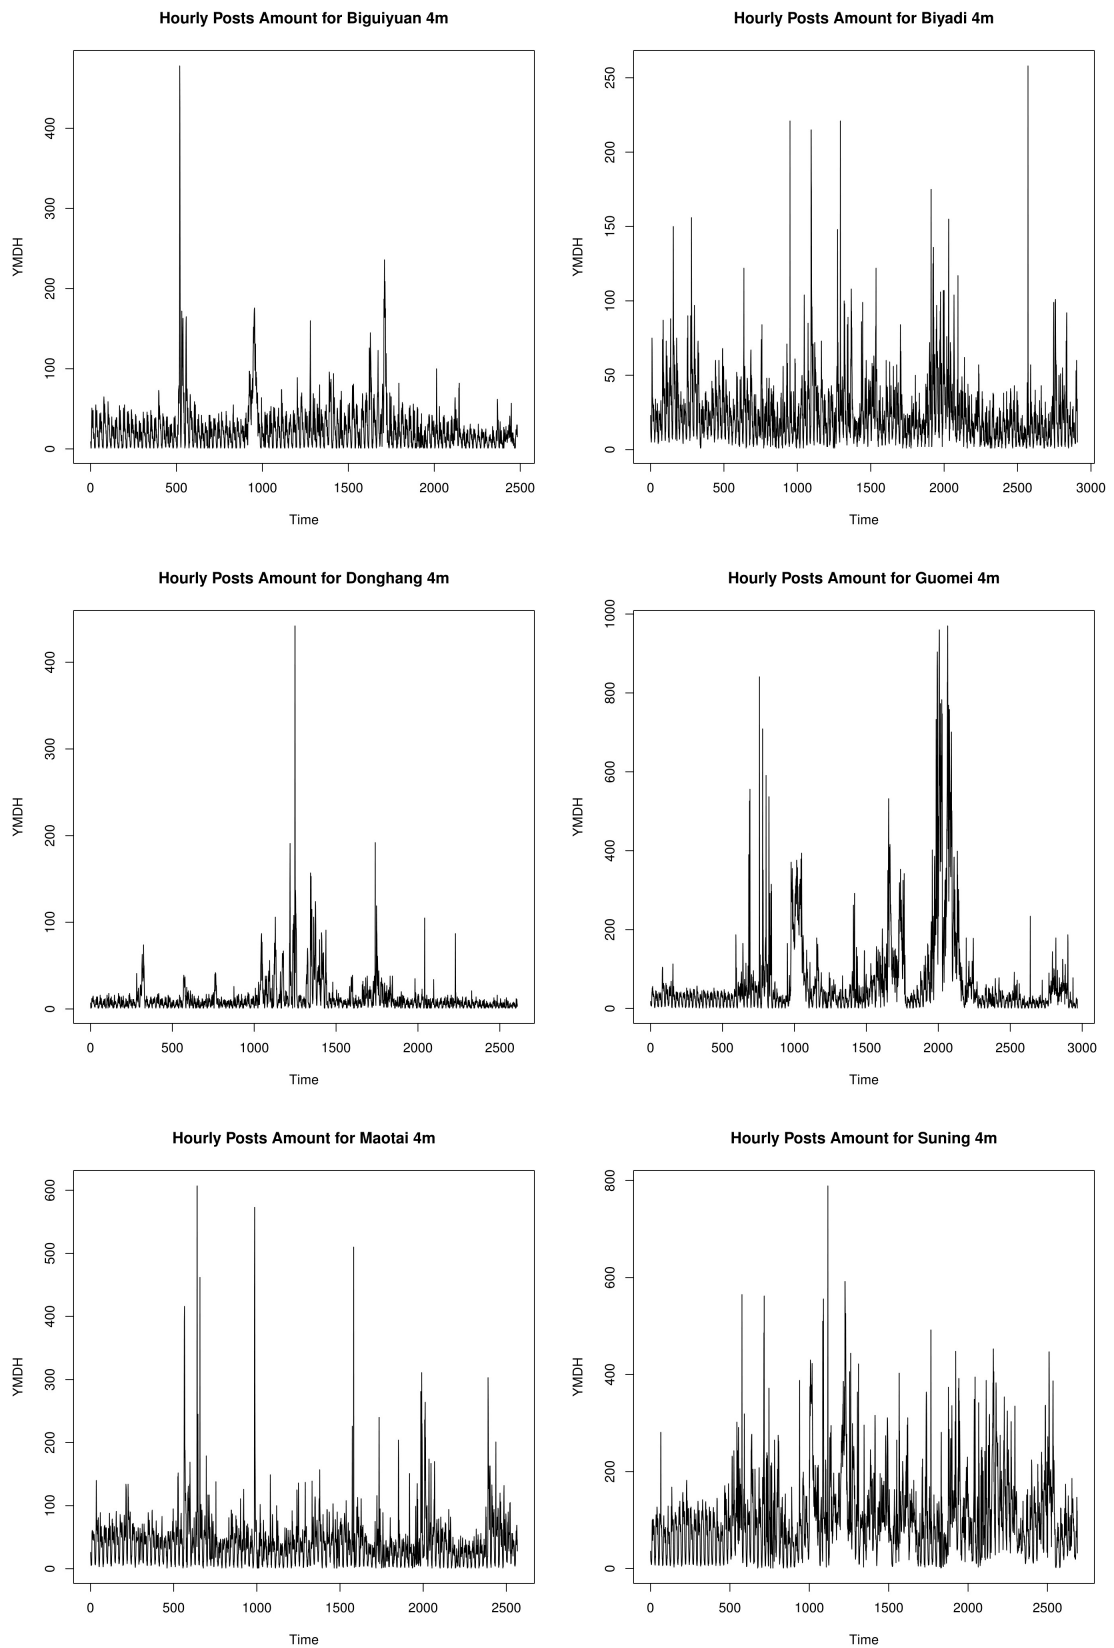 Hourly Posts Amount for Biguiyuan 4m
YMDH
400
300
200
100
0
0 500 1000 1500 2000 2500
Time
Hourly Posts Amount for Biyadi 4m
YMDH
250
200
150
100
50
0
0 500 1000 1500 2000 2500 3000
Time
Hourly Posts Amount for Donghang 4m
YMDH
400
300
200
100
0
0 500 1000 1500 2000 2500
Time
Hourly Posts Amount for Guomei 4m
YMDH
1000
800
600
400
200
0
0 500 1000 1500 2000 2500 3000
Time
Hourly Posts Amount for Maotai 4m
YMDH
600
500
400
300
200
100
0
0 500 1000 1500 2000 2500
Time
Hourly Posts Amount for Suning 4m
YMDH
800
600
400
200
0
0 500 1000 1500 2000 2500
Time